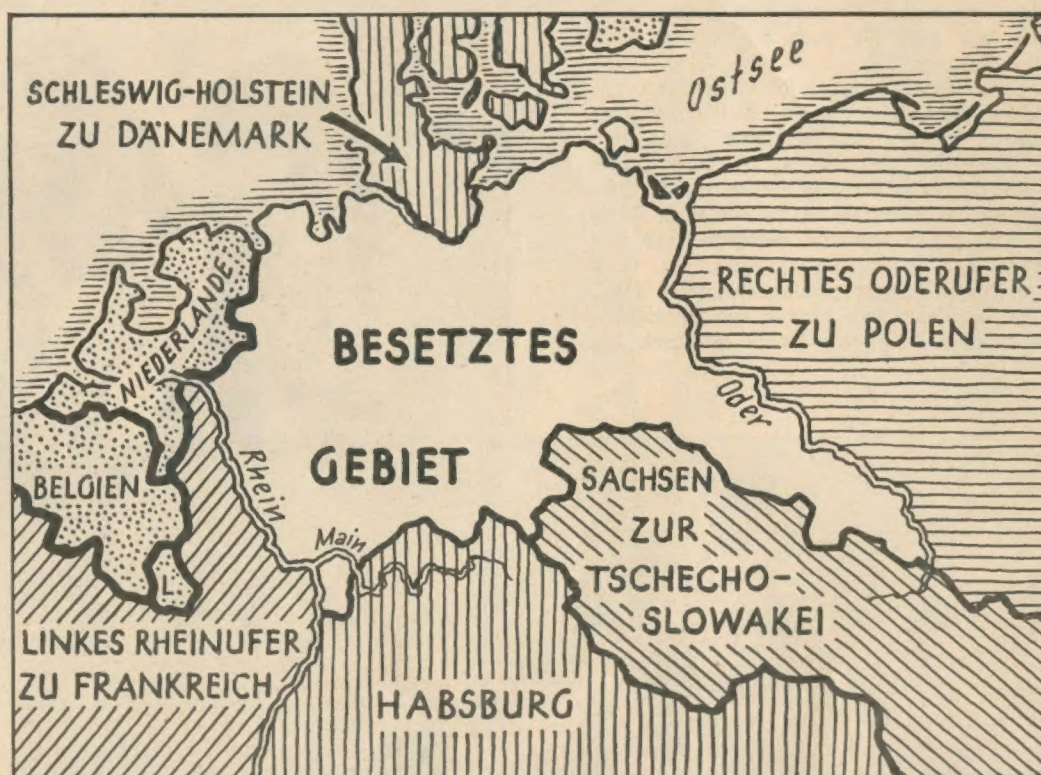 SCHLESWIG-HOLSTEIN
ZU DÄNEMARK
Ostsee
NIEDERLANDE
RECHTES ODERUFER
ZU POLEN
BESETZTES
GEBIET
Oder
Rhein
BELGIEN
SACHSEN
ZUR
TSCHECHO-
SLOWAKEI
Main
L.
LINKES RHEINUFER
ZU FRANKREICH
HABSBURG